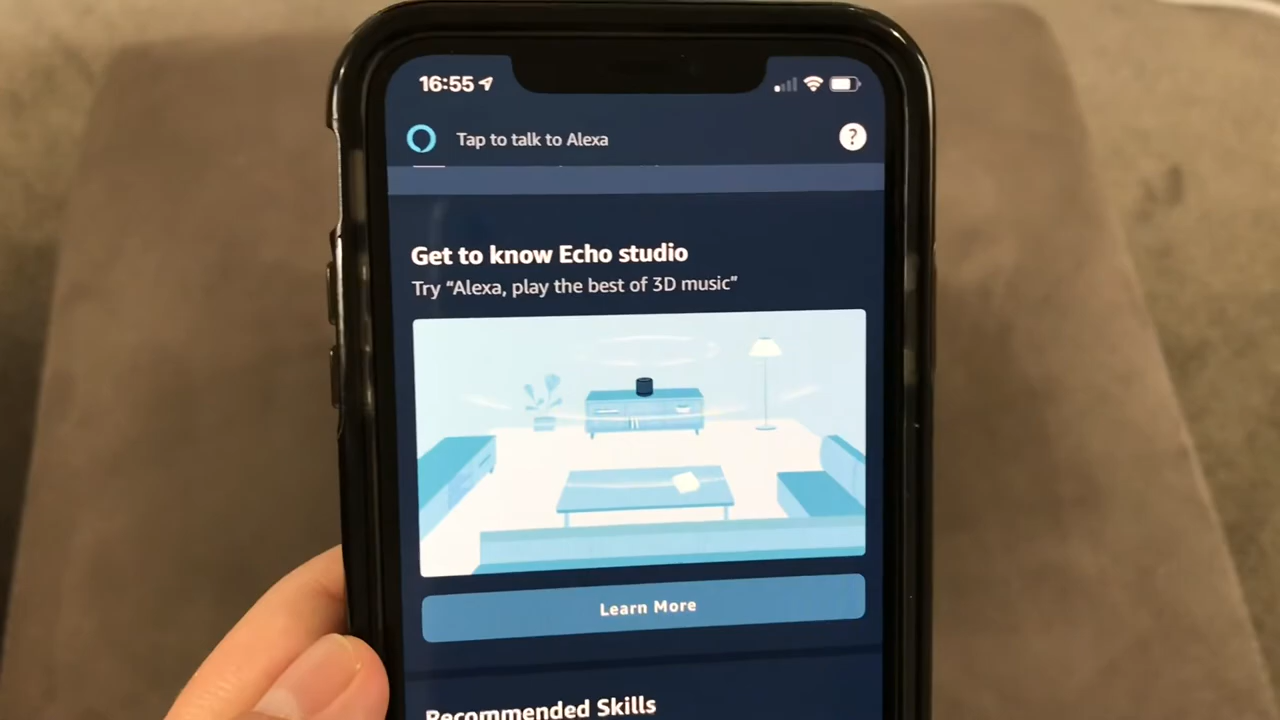 16:55
Tap to talk to Alexa
?
Get to know Echo studio
Try “Alexa, play the best of 3D music”
Learn More
Recommended Skills